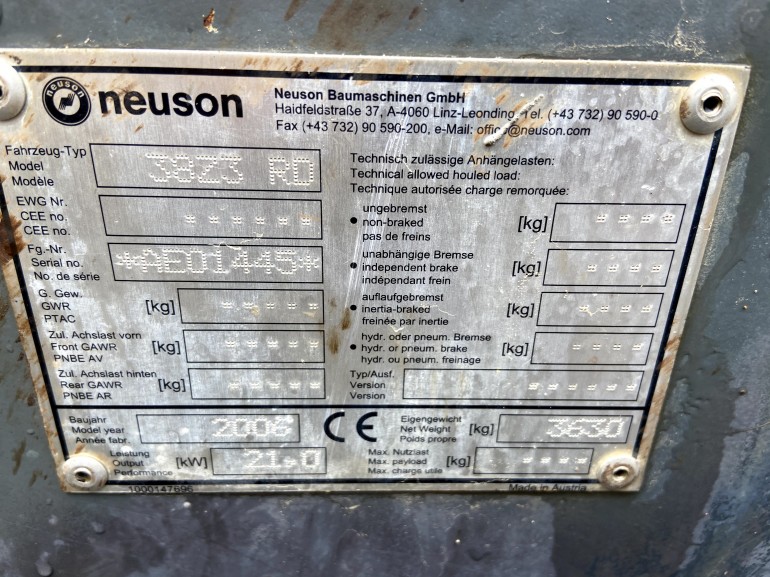 neuson
neuson
Neuson Baumaschinen GmbH
Haidfeldstraße 37, A-4060 Linz-Leonding, Tel. (+43 732) 90 590-0
Fax (+43 732) 90 590-200, e-Mail: office@neuson.com
Fahrzeug-Typ
Model
Modèle
3823 RD
EWG Nr.
CEE no.
CEE no.
Fg.-Nr.
Serial no.
No. de série
*AE01445*
G. Gew.
GWR
PTAC
[kg]
Zul. Achslast vorn
Front GAWR
PNBE AV
[kg]
Zul. Achslast hinten
Rear GAWR
PNBE AR
[kg]
Technisch zulässige Anhängelasten:
Technical allowed houled load:
Technique autorisée charge remorquée:
ungebremst
• non-braked
pas de freins
[kg]
unabhängige Bremse
• independent brake
indépendant frein
[kg]
auflaufgebremst
• inertia-braked
freinée par inertie
[kg]
hydr. oder pneum. Bremse
• hydr. or pneum. brake
hydr. ou pneum. freinage
[kg]
Typ/Ausf.
Version
Version
Baujahr
Model year
Année fabr.
2006
CE
Eigengewicht
Net Weight
Poids propre
[kg]
3630
Leistung
Output
Performance
[kW]
21.0
Max. Nutzlast
Max. payload
Max. charge utile
[kg]
1000147696
Made in Austria